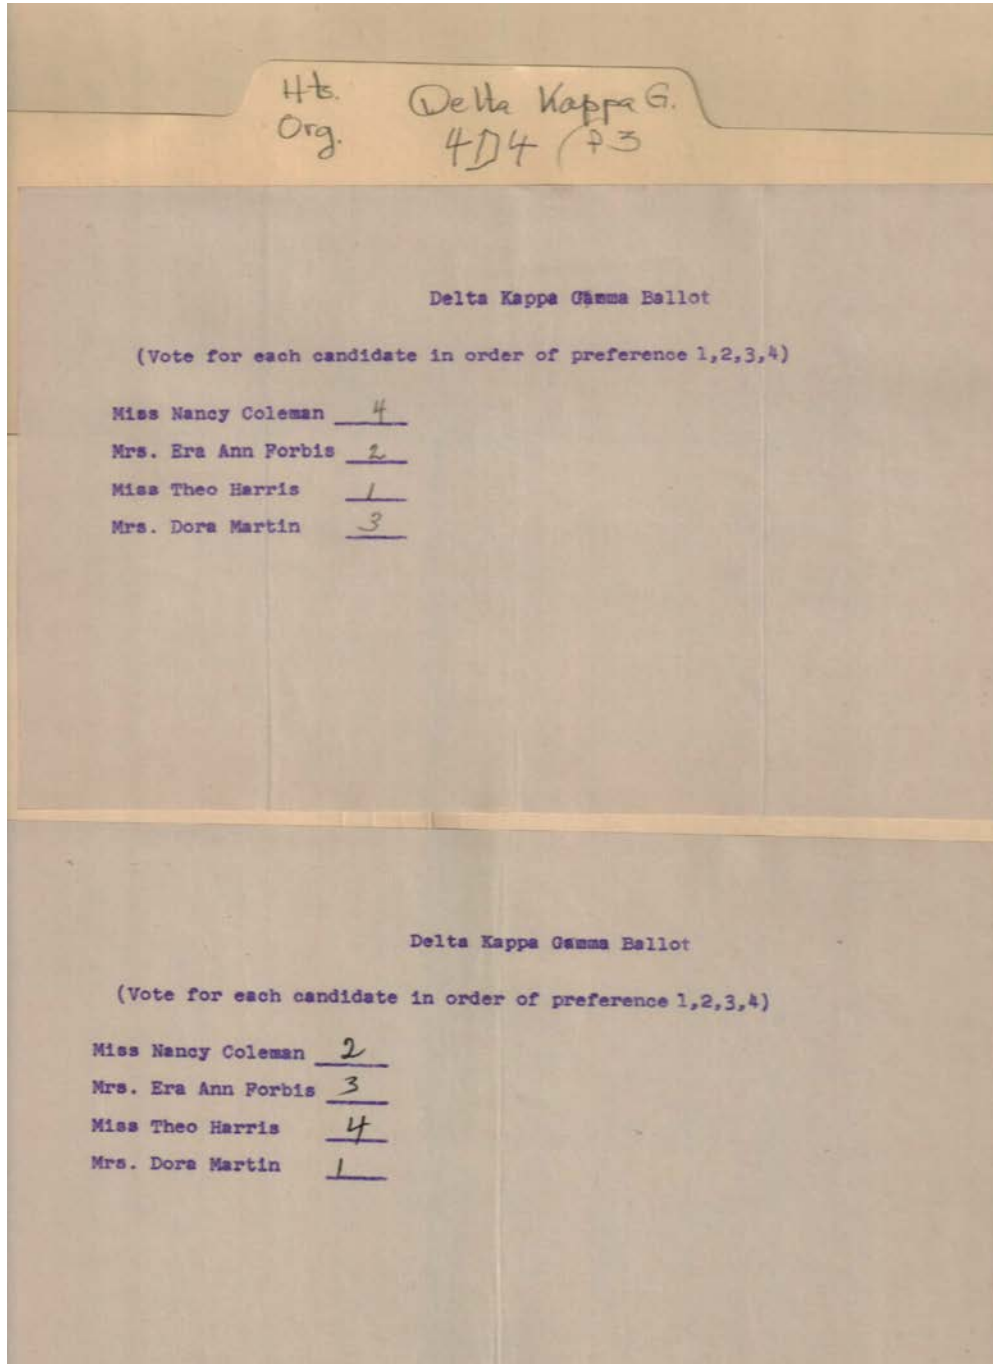 Hts. Delta Kappa G.
Org. 4D4 / P3
Delta Kappa Gamma Ballot
(Vote for each candidate in order of preference 1,2,3,4)
Miss Nancy Coleman 4
Mrs. Era Ann Forbis 2
Miss Theo Harris 1
Mrs. Dora Martin 3
Delta Kappa Gamma Ballot
(Vote for each candidate in order of preference 1,2,3,4)
Miss Nancy Coleman 2
Mrs. Era Ann Forbis 3
Miss Theo Harris 4
Mrs. Dora Martin 1